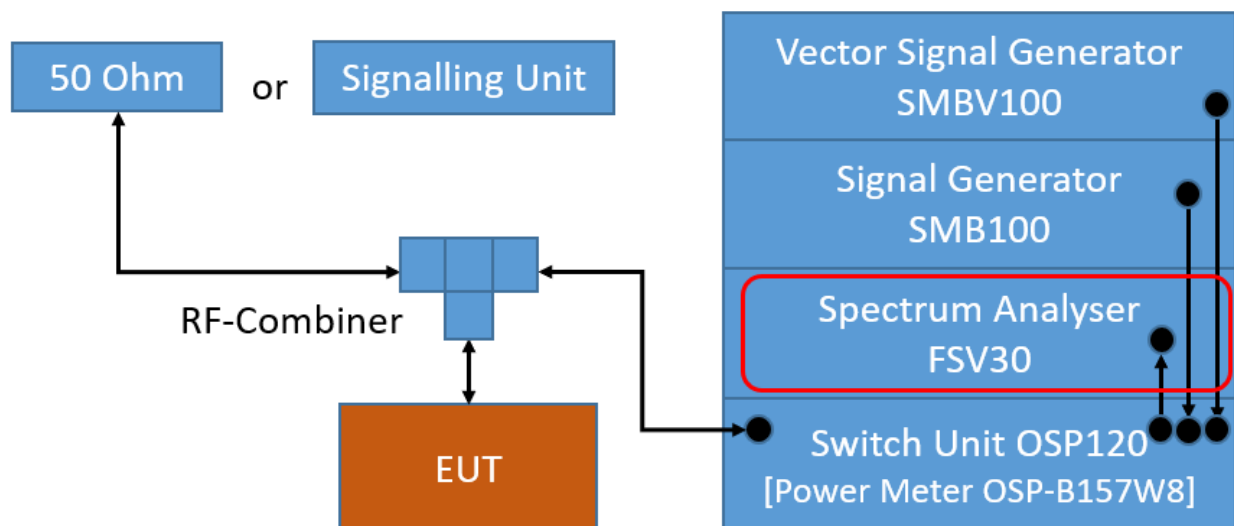 50 Ohm
or
Signalling Unit
RF-Combiner
EUT
Vector Signal Generator
SMBV100
Signal Generator
SMB100
Spectrum Analyser
FSV30
Switch Unit OSP120
[Power Meter OSP-B157W8]